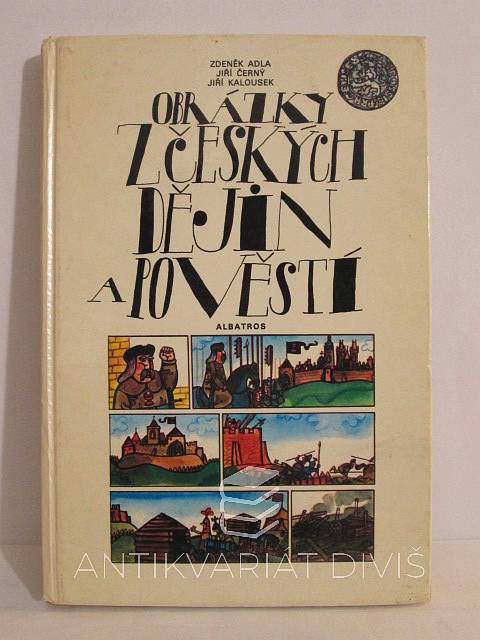 ZDENĚK ADLA
JIŘÍ ČERNÝ
JIŘÍ KALOUSEK
OBRÁZKY
Z ČESKÝCH
DĚJIN
A POVĚSTÍ
ALBATROS
ANTIKVARIÁT DIVIŠ